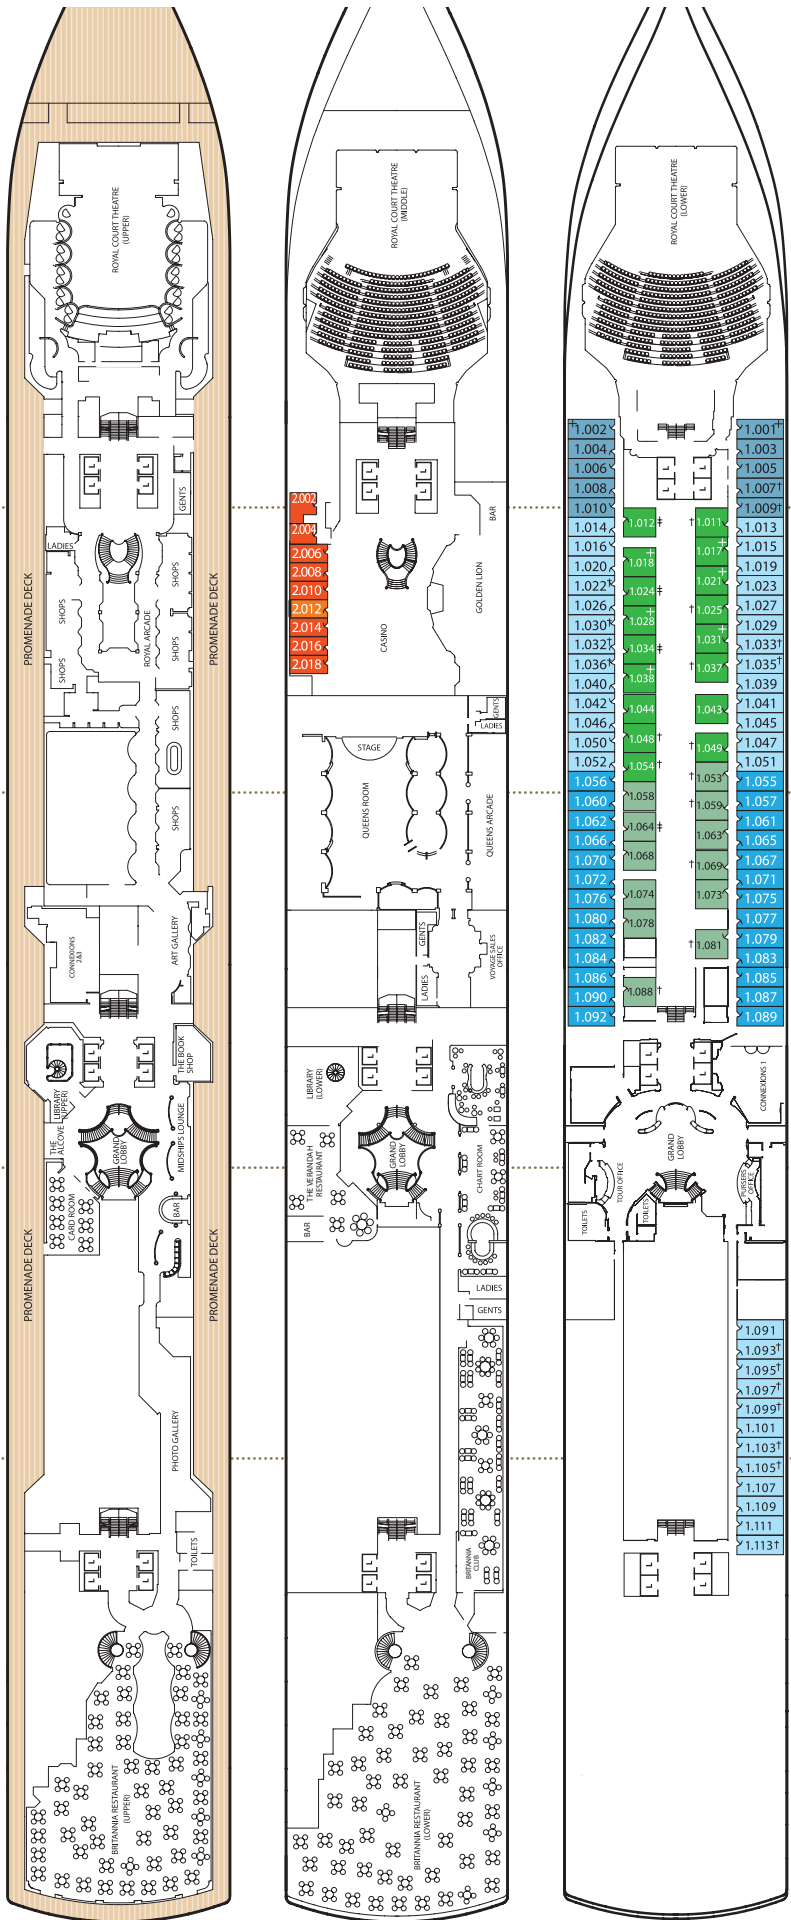 ROYAL COURT THEATRE
(UPPER)
GENTS
LADIES
SHOPS
PROMENADE DECK
SHOPS
ROYAL ARCADE
PROMENADE DECK
SHOPS
SHOPS
SHOPS
SHOPS
CONNEXIONS
2&3
ART GALLERY
THE BOOK
SHOP
LIBRARY
(UPPER)
THE
ALCOVE
GRAND
LOBBY
MIDSHIPS LOUNGE
CARD ROOM
BAR
PROMENADE DECK
PROMENADE DECK
PHOTO GALLERY
TOILETS
BRITANNIA RESTAURANT
(UPPER)
L
L
L
L
L
L
L
L
L
L
L
L
ROYAL COURT THEATRE
(MIDDLE)
L
L
L
L
2.002
2.004
2.006
2.008
2.010
2.012
2.014
2.016
2.018
BAR
GOLDEN LION
CASINO
GENTS
LADIES
STAGE
QUEENS ROOM
QUEENS ARCADE
GENTS
LADIES
VOYAGE SALES
OFFICE
LIBRARY
(LOWER)
L
L
L
L
THE VERANDAH
RESTAURANT
GRAND
LOBBY
CHART ROOM
BAR
LADIES
GENTS
BRITANNIA
CLUB
L
L
L
L
BRITANNIA RESTAURANT
(LOWER)
ROYAL COURT THEATRE
(LOWER)
L
L
L
L
†1.002
1.004
1.006
1.008
1.010
1.014
1.016
1.020
1.022†
1.026
1.030†
1.032†
1.036†
1.040
1.042
1.046
1.050
1.052
1.056
1.060
1.062
1.066
1.070
1.072
1.076
1.080
1.082
1.084
1.086
1.090
1.092
1.012 ‡
1.018 +
1.024 ‡
1.028 +
1.034 ‡
1.038 +
1.044
1.048 †
1.054 †
1.058
1.064 ‡
1.068
1.074
1.078
1.088 †
† 1.011
1.017 +
1.021 +
† 1.025
1.031 +
† 1.037
1.043
† 1.049
† 1.053
† 1.059
1.063
† 1.069
1.073
† 1.081
1.001†
1.003
1.005
1.007†
1.009†
1.013
1.015
1.019
1.023
1.027
1.029
1.033†
1.035†
1.039
1.041
1.045
1.047
1.051
1.055
1.057
1.061
1.065
1.067
1.071
1.075
1.077
1.079
1.083
1.085
1.087
1.089
L
L
L
L
CONNEXIONS 1
GRAND
LOBBY
TOUR OFFICE
PURSERS
OFFICE
TOILETS
TOILETS
1.091
1.093†
1.095†
1.097†
1.099†
1.101
1.103†
1.105†
1.107
1.109
1.111
1.113†
L
L
L
L